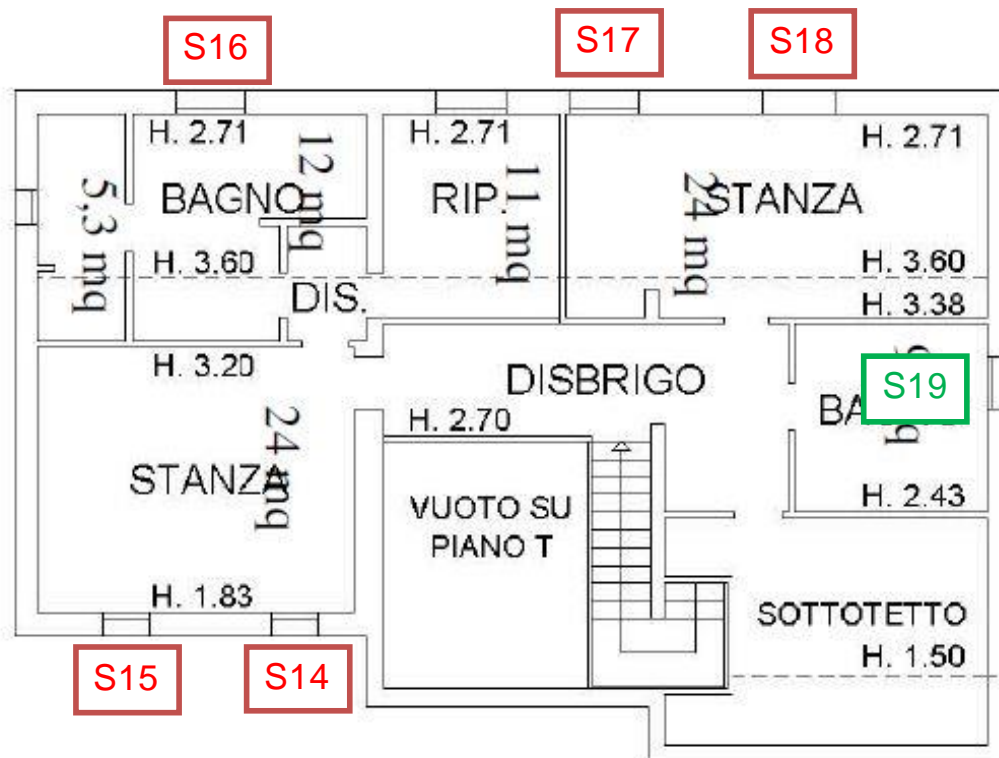 S16
S17
S18
H. 2.71
12 mq
H. 2.71
H. 2.71
5,3 mq
BAGNO
RIP.
11 mq
24 mq
STANZA
H. 3.60
H. 3.60
DIS.
H. 3.38
H. 3.20
DISBRIGO
S19
H. 2.70
24 mq
STANZA
H. 2.43
VUOTO SU
PIANO T
H. 1.83
SOTTOTETTO
H. 1.50
S15
S14